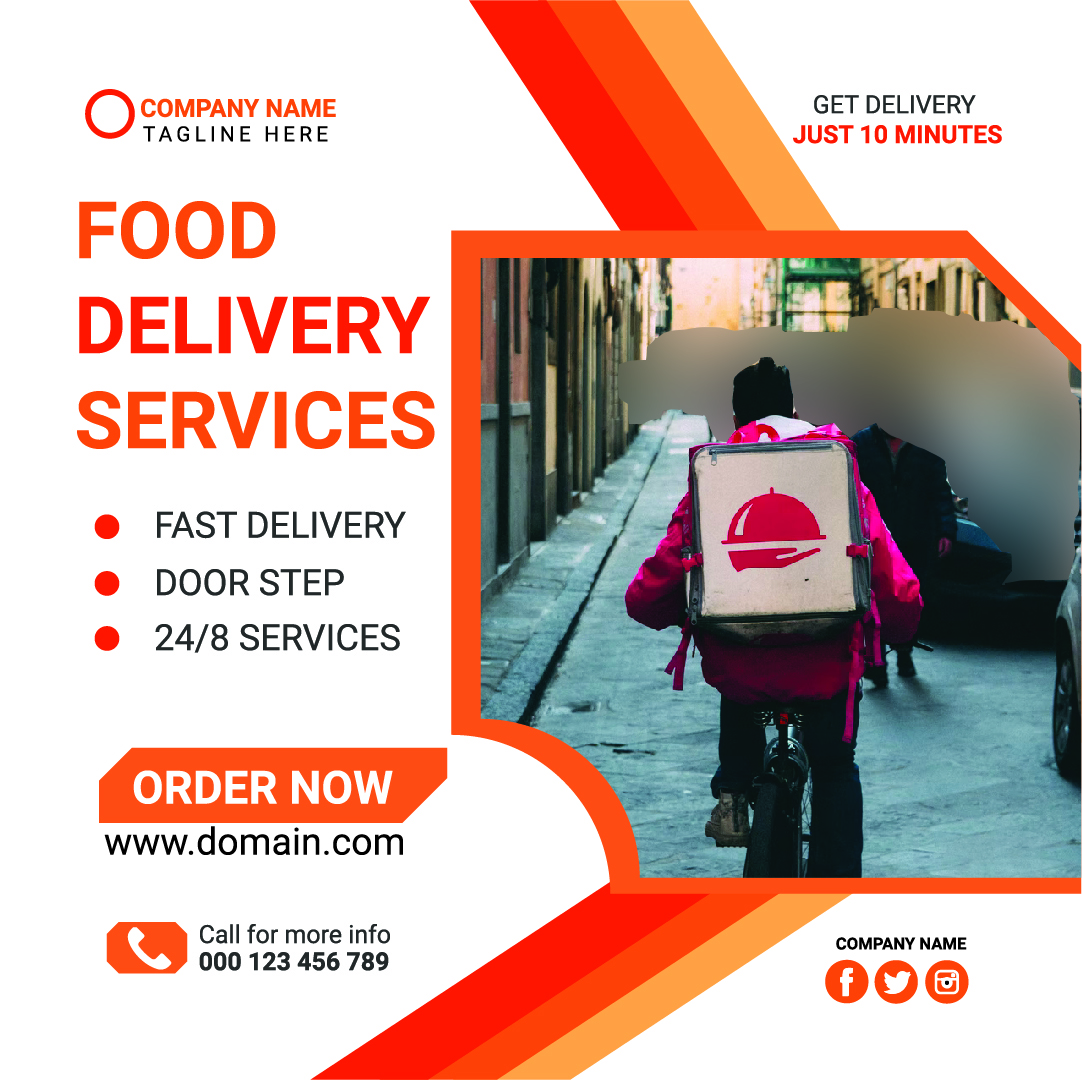 COMPANY NAME
TAGLINE HERE
GET DELIVERY
JUST 10 MINUTES
FOOD
DELIVERY
SERVICES
FAST DELIVERY
DOOR STEP
24/8 SERVICES
ORDER NOW
www.domain.com
Call for more info
000 123 456 789
COMPANY NAME